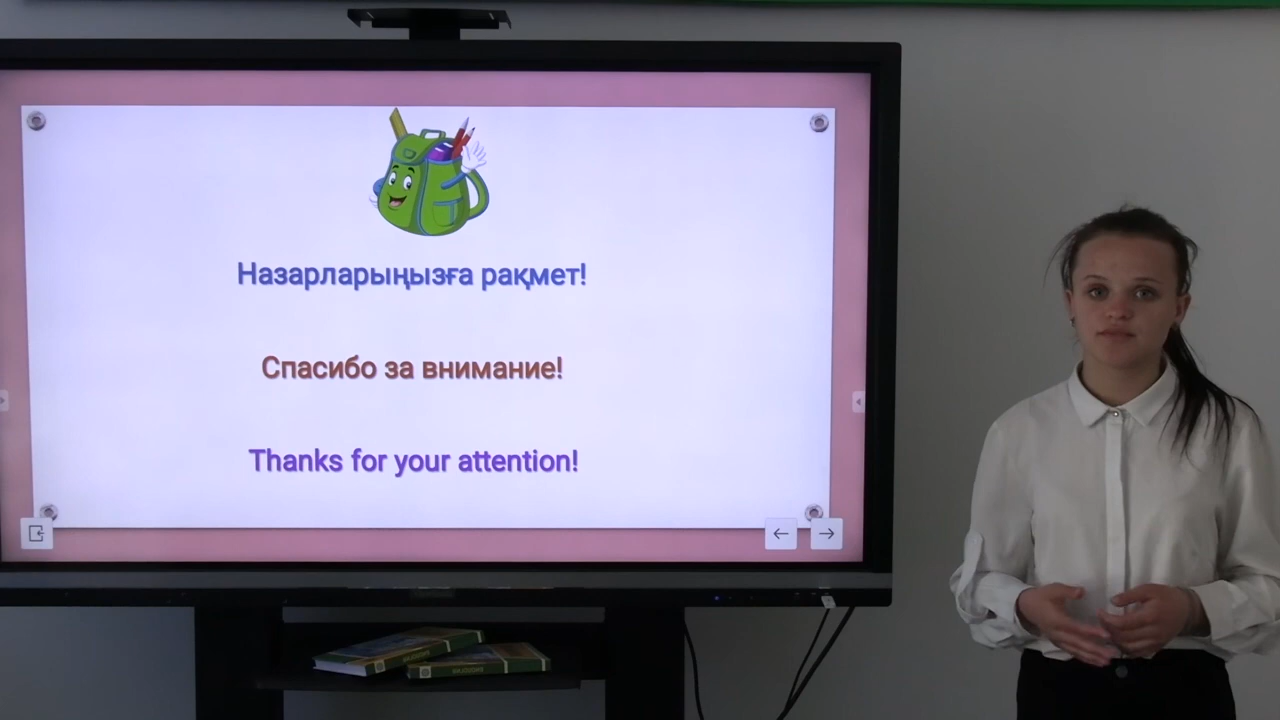 Назарларыңызға рақмет!
Спасибо за внимание!
Thanks for your attention!